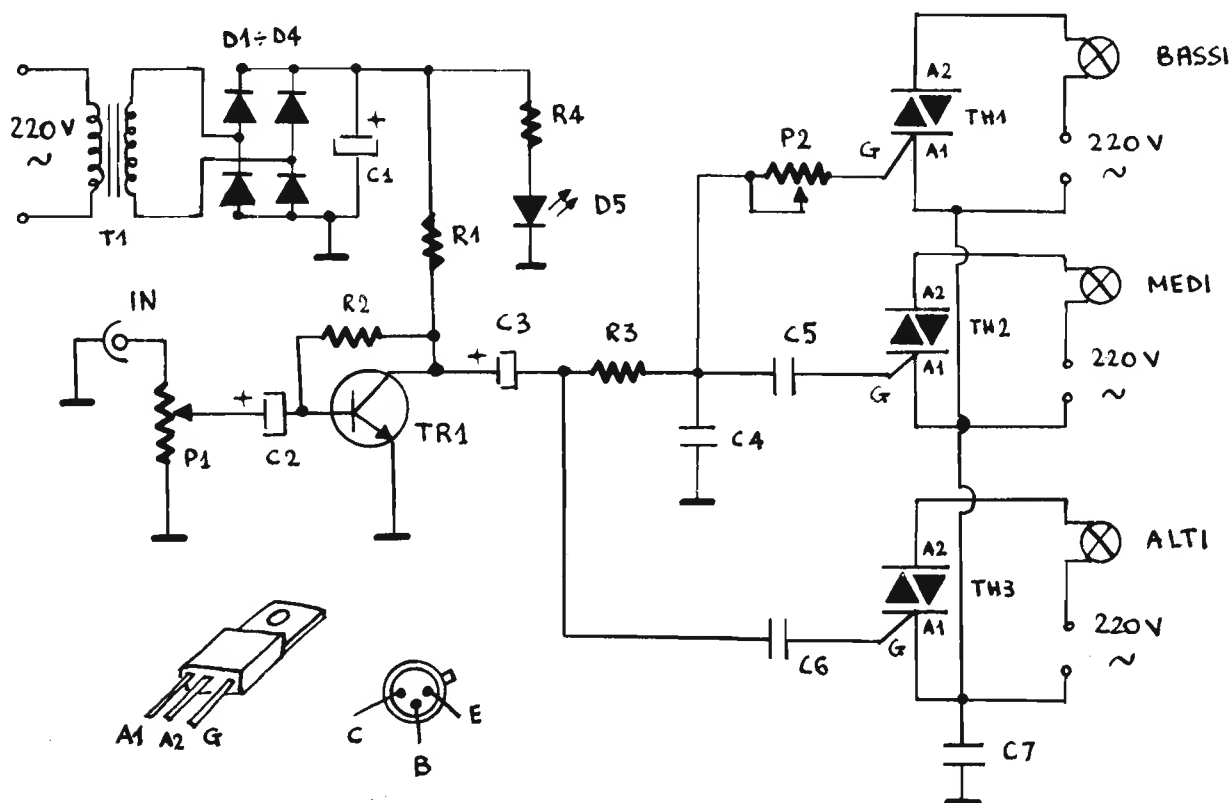 D1÷D4
220V
~
T1
+
C1
R4
D5
R1
IN
P1
+
C2
R2
TR1
+
C3
R3
C4
P2
G
A2
A1
TH1
BASSI
220V
~
C5
G
A2
A1
TH2
MEDI
220V
~
C6
G
A2
A1
TH3
ALTI
220V
~
C7
A1 A2 G
C
B
E